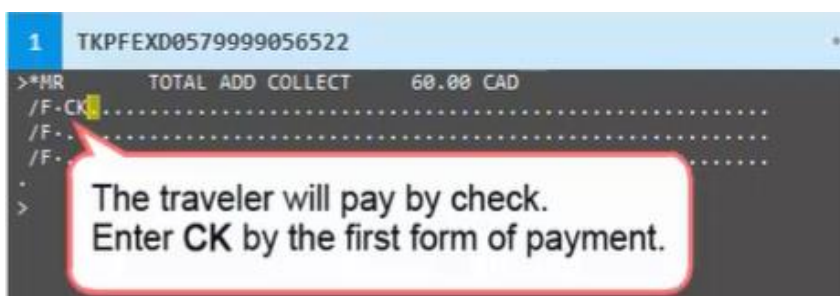 1 TKPFEXD0579999056522
>*MR TOTAL ADD COLLECT 60.00 CAD
/F·CK.......................................................................
/F·.........................................................................
/F·.........................................................................
.
>
The traveler will pay by check.
Enter CK by the first form of payment.